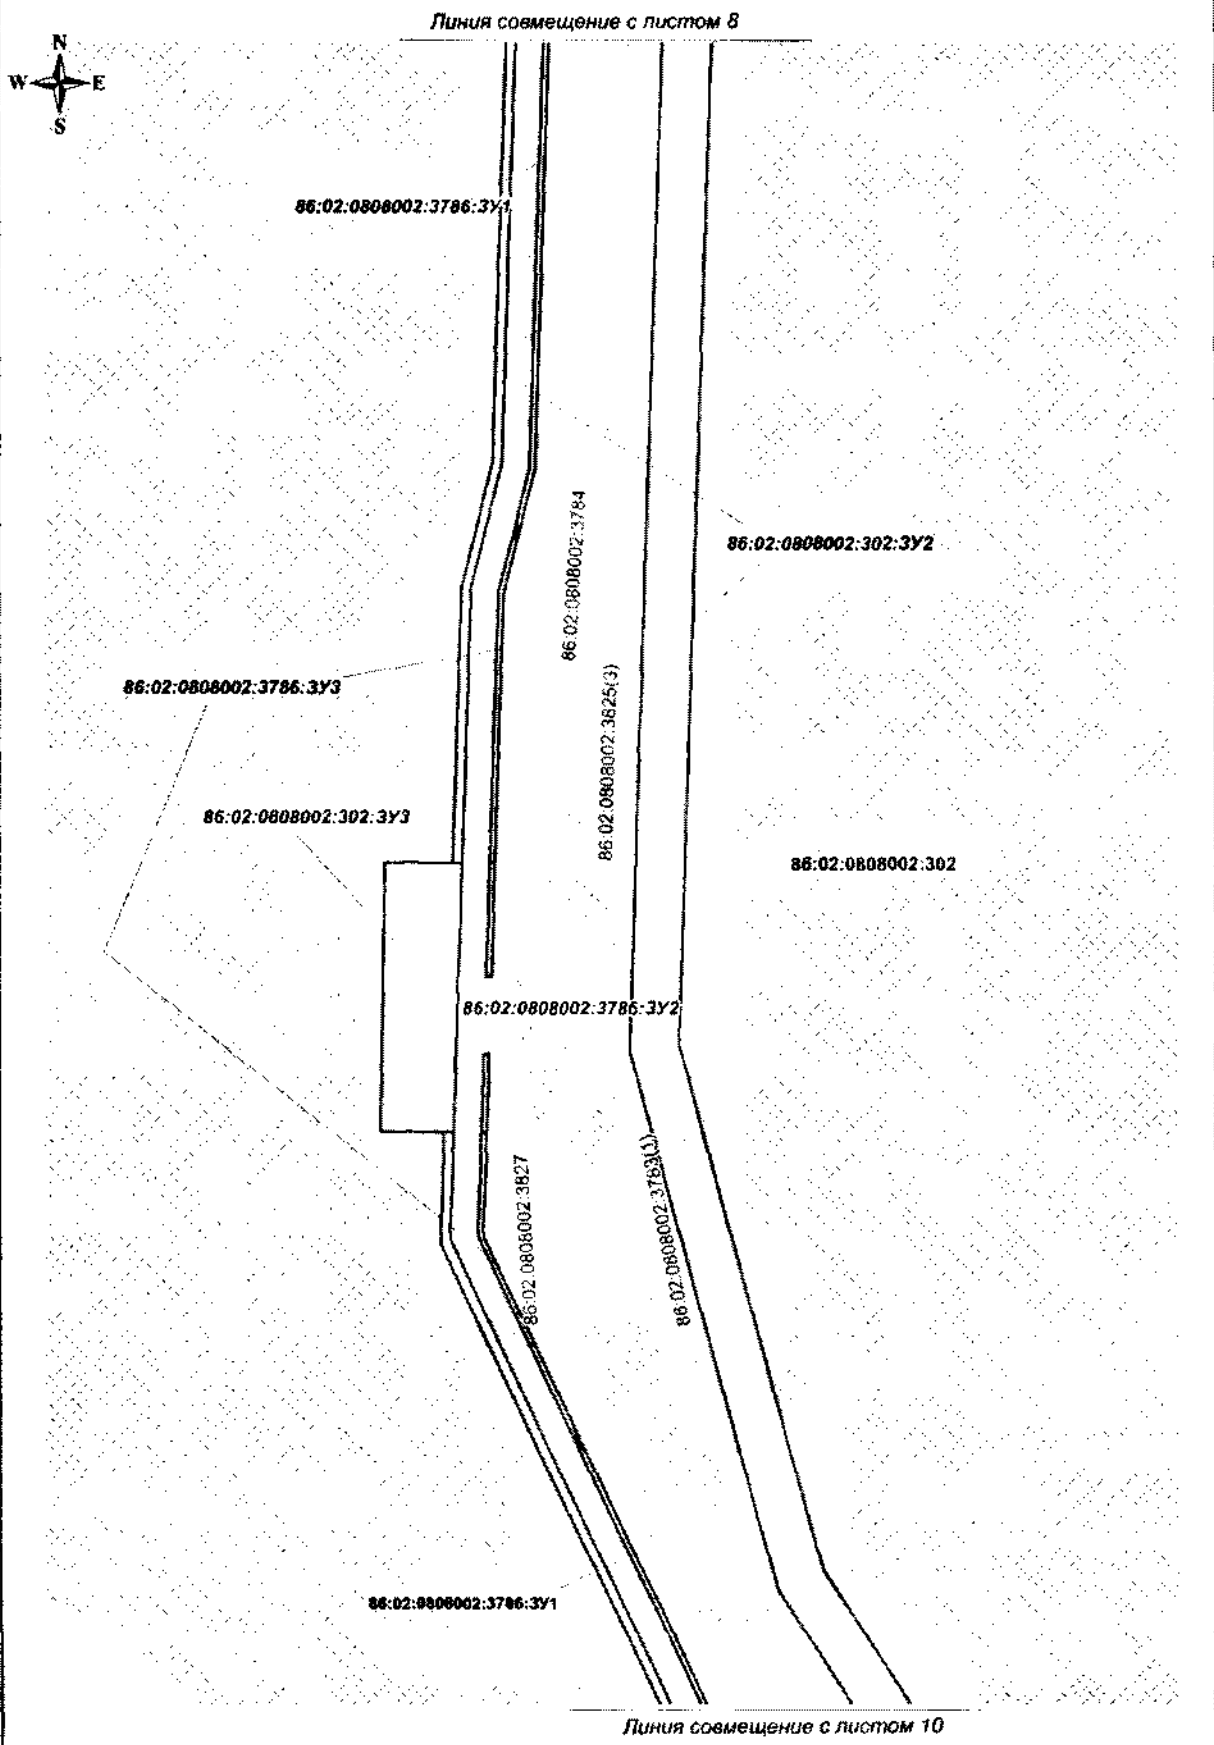 Линия совмещение с листом 8
N
W E
S
86:02:0808002:3786:ЗУ1
86:02:0808002:3784
86:02:0808002:302:ЗУ2
86:02:0808002:3825(3)
86:02:0808002:3786:ЗУ3
86:02:0808002:302:ЗУ3
86:02:0808002:302
86:02:0808002:3786:ЗУ2
86:02:0808002:3827
86:02:0808002:3783(1)
86:02:0808002:3786:ЗУ1
Линия совмещение с листом 10